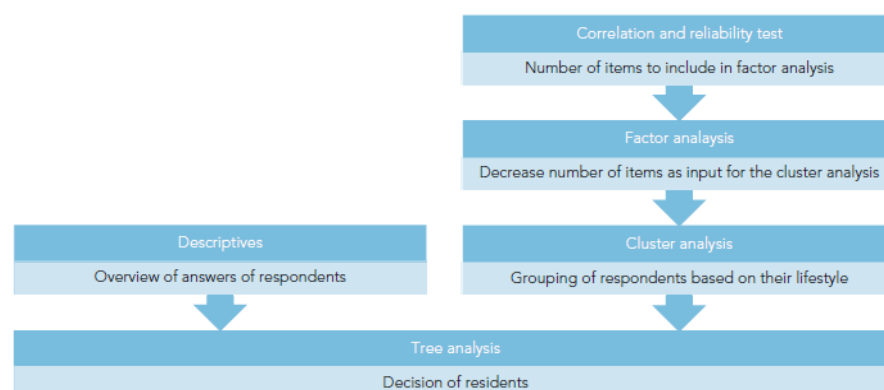 Correlation and reliability test
Number of items to include in factor analysis
Factor analaysis
Decrease number of items as input for the cluster analysis
Descriptives
Overview of answers of respondents
Cluster analysis
Grouping of respondents based on their lifestyle
Tree analysis
Decision of residents